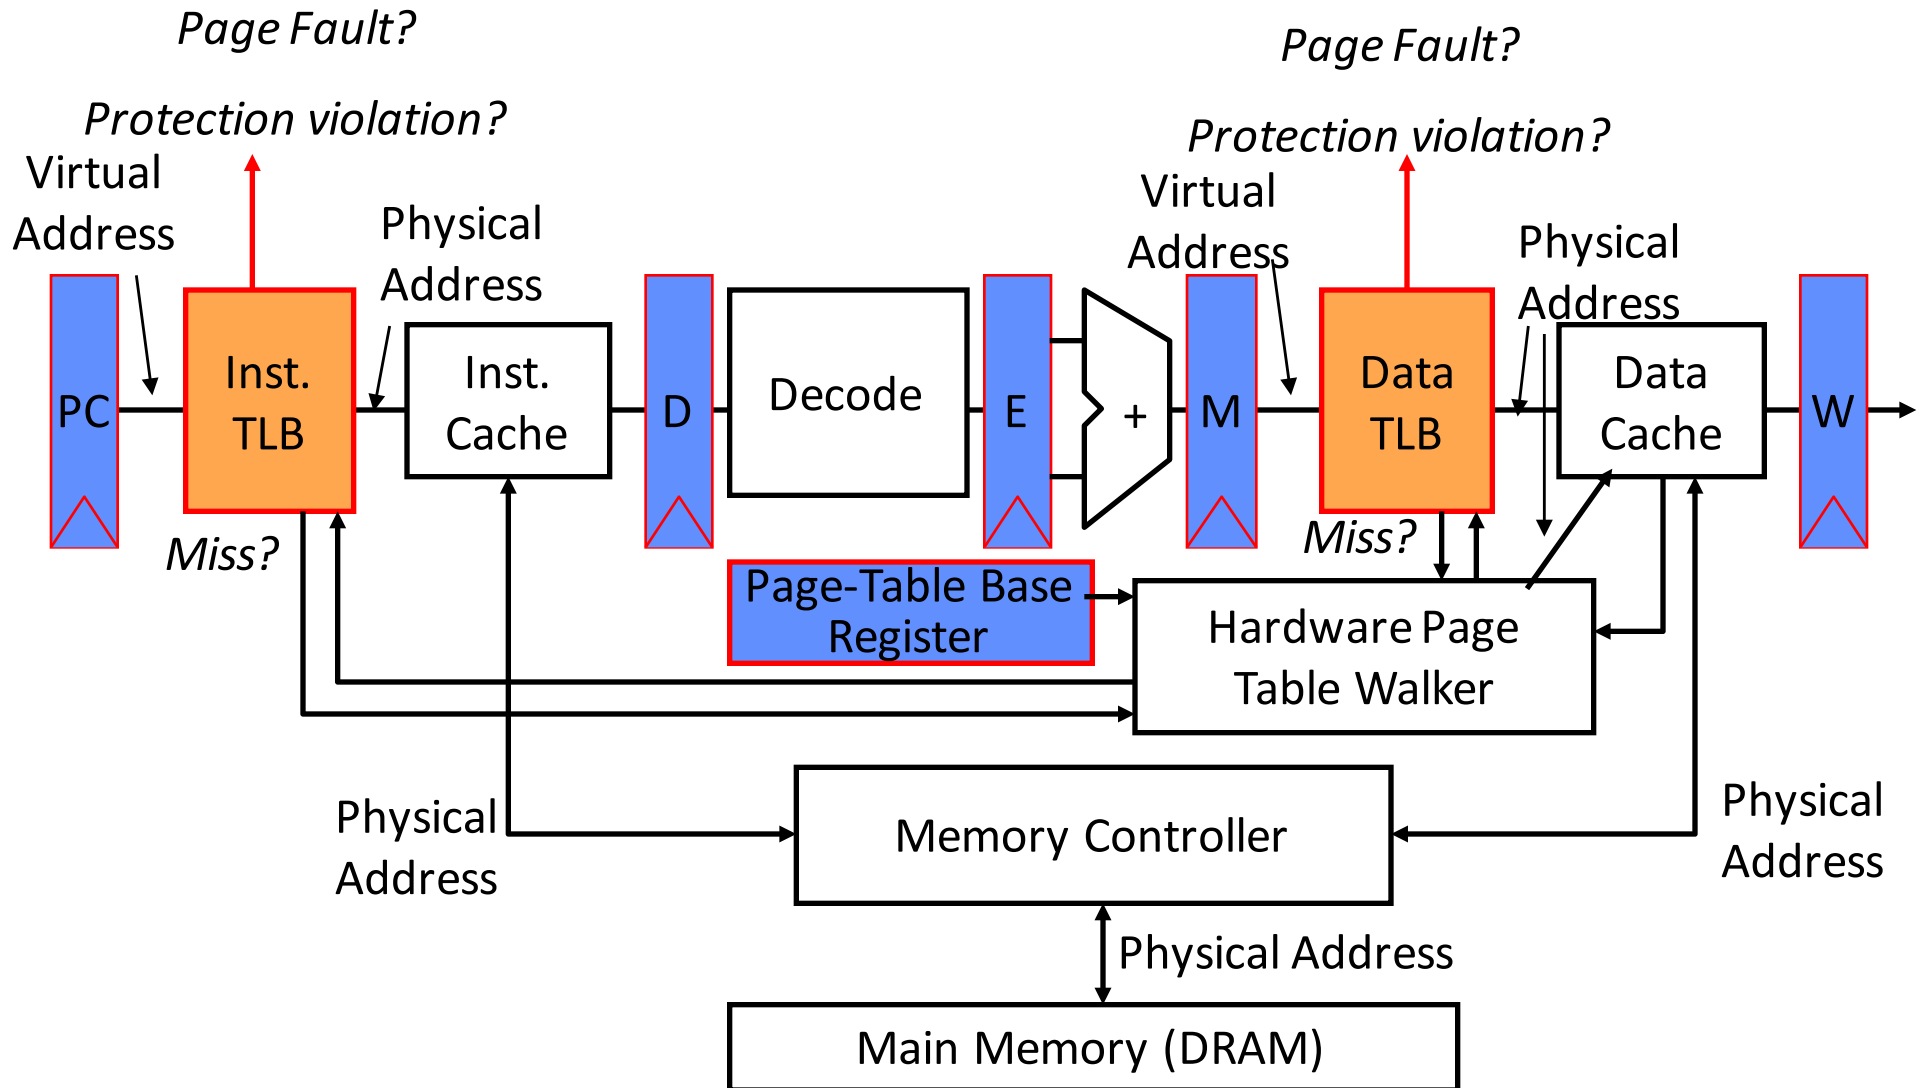 Page Fault?
Protection violation?
Page Fault?
Protection violation?
Virtual
Address
Physical
Address
Virtual
Address
Physical
Address
PC
Inst.
TLB
Inst.
Cache
D
Decode
E
+
M
Data
TLB
Data
Cache
W
Miss?
Miss?
Page-Table Base
Register
Hardware Page
Table Walker
Physical
Address
Memory Controller
Physical
Address
Physical Address
Main Memory (DRAM)